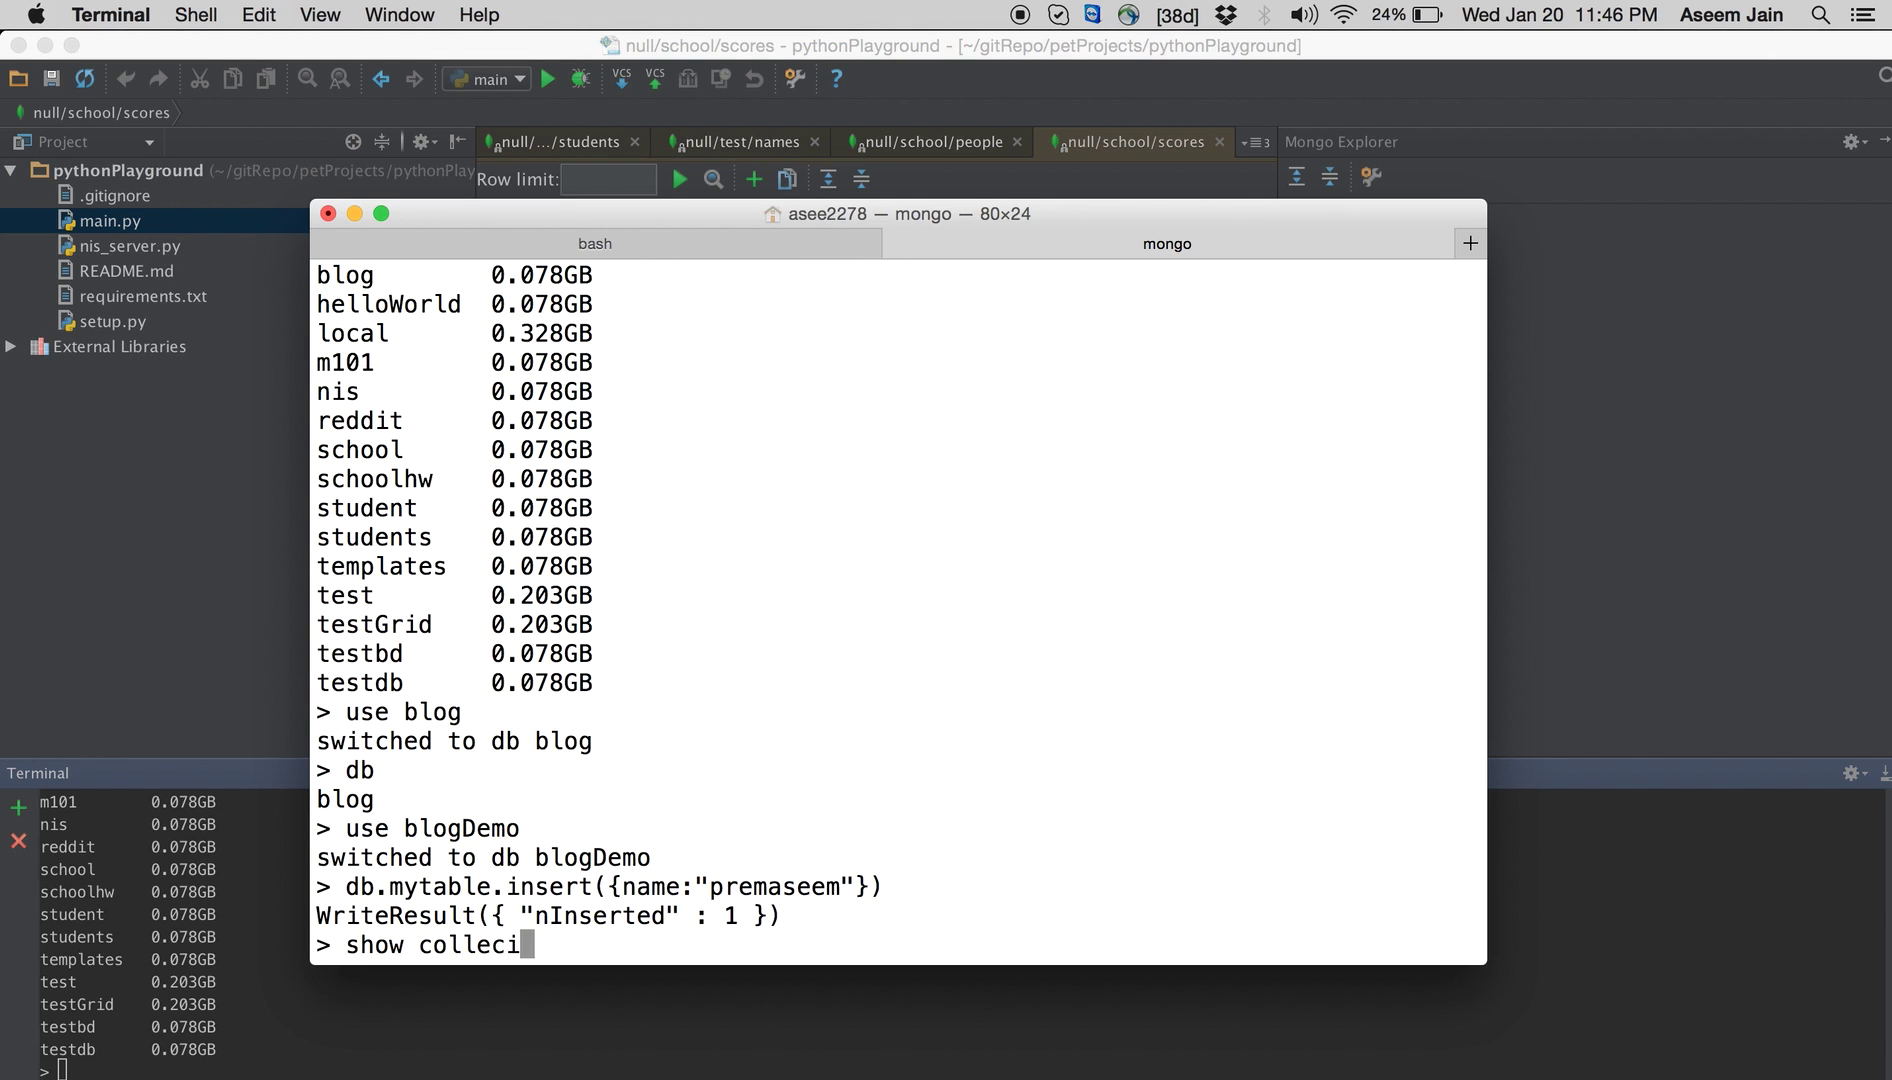 Terminal Shell Edit View Window Help [38d] 24% Wed Jan 20 11:46 PM Aseem Jain
null/school/scores - pythonPlayground - [~/gitRepo/petProjects/pythonPlayground]
main VCS VCS ?
null/school/scores
Project null/.../students null/test/names null/school/people null/school/scores 3 Mongo Explorer
pythonPlayground (~/gitRepo/petProjects/pythonPlay
Row limit:
.gitignore
main.py
nis_server.py
README.md
requirements.txt
setup.py
External Libraries
asee2278 — mongo — 80×24
bash mongo +
blog 0.078GB
helloWorld 0.078GB
local 0.328GB
m101 0.078GB
nis 0.078GB
reddit 0.078GB
school 0.078GB
schoolhw 0.078GB
student 0.078GB
students 0.078GB
templates 0.078GB
test 0.203GB
testGrid 0.203GB
testbd 0.078GB
testdb 0.078GB
> use blog
switched to db blog
> db
blog
> use blogDemo
switched to db blogDemo
> db.mytable.insert({name:"premaseem"})
WriteResult({ "nInserted" : 1 })
> show colleci
Terminal
m101 0.078GB
nis 0.078GB
reddit 0.078GB
school 0.078GB
schoolhw 0.078GB
student 0.078GB
students 0.078GB
templates 0.078GB
test 0.203GB
testGrid 0.203GB
testbd 0.078GB
testdb 0.078GB
>